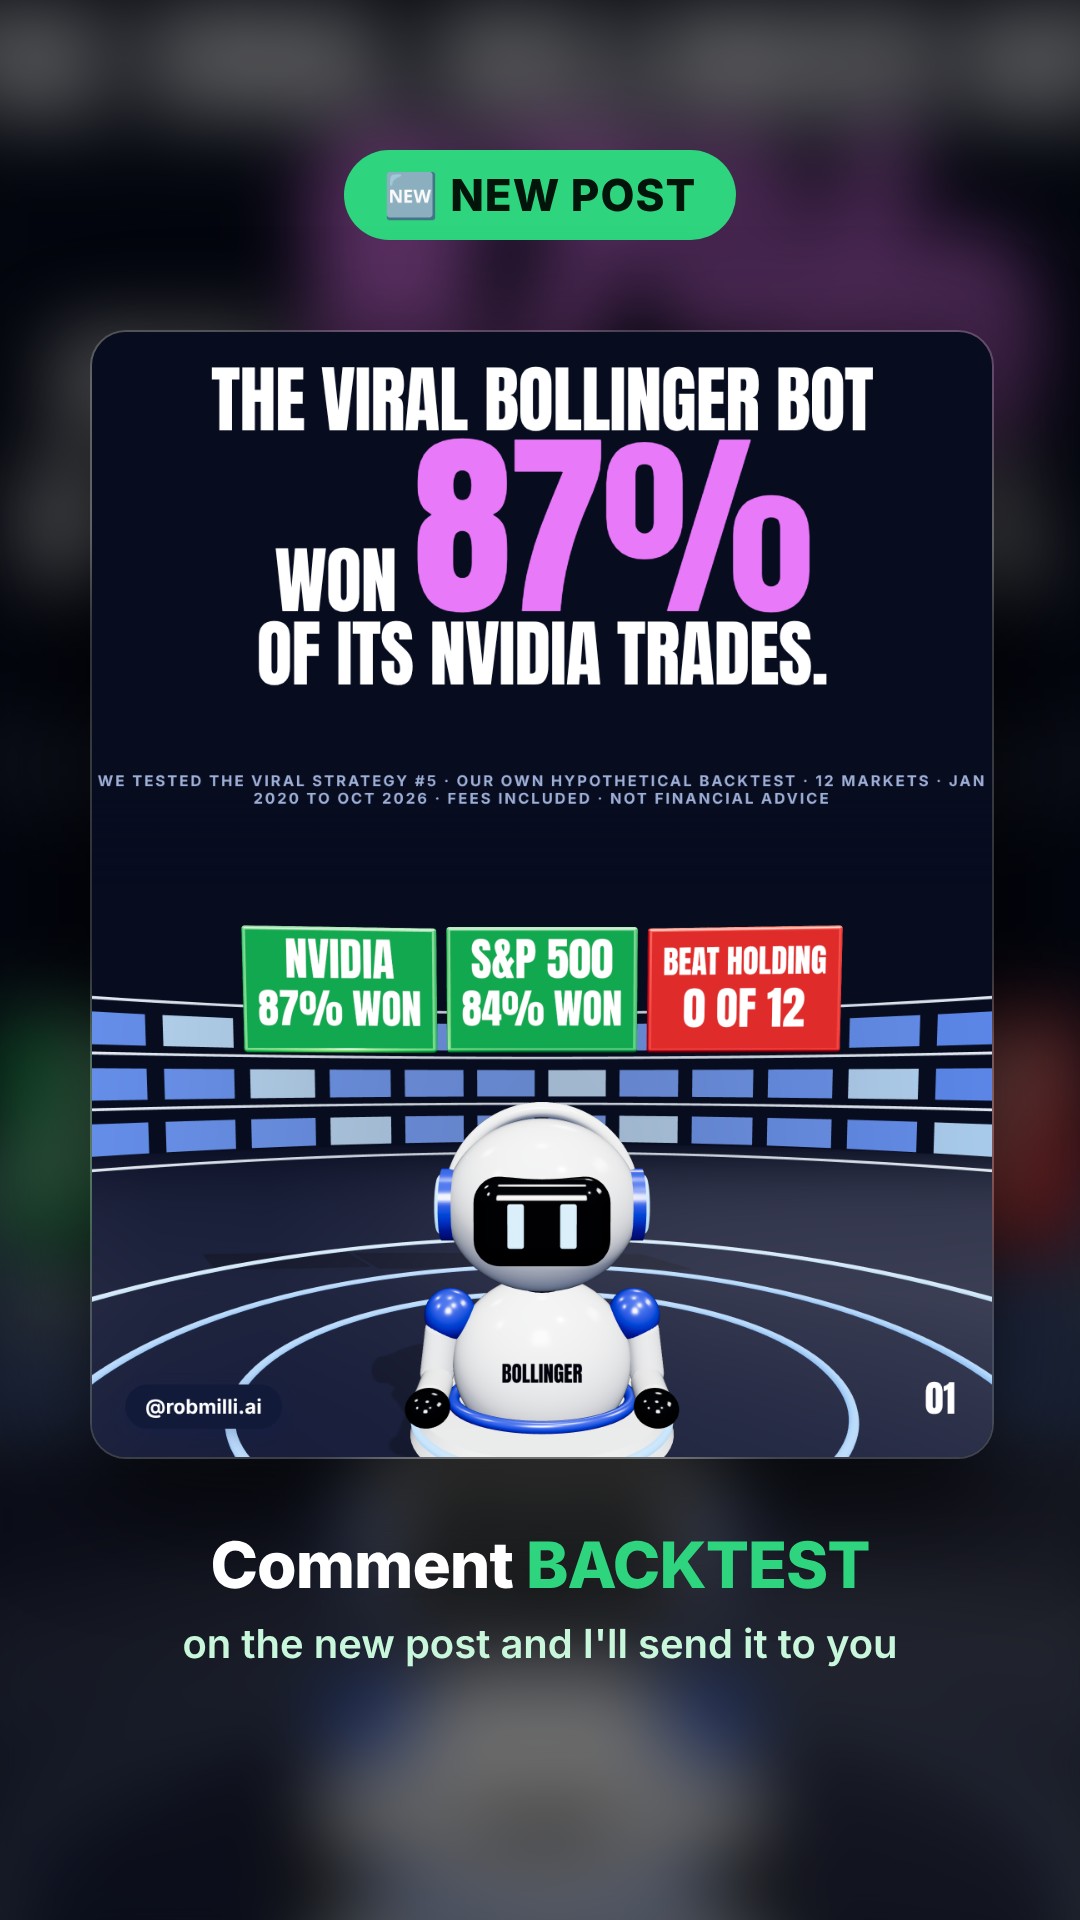 🆕 NEW POST
THE VIRAL BOLLINGER BOT
WON 87%
OF ITS NVIDIA TRADES.
WE TESTED THE VIRAL STRATEGY #5 · OUR OWN HYPOTHETICAL BACKTEST · 12 MARKETS · JAN
2020 TO OCT 2026 · FEES INCLUDED · NOT FINANCIAL ADVICE
NVIDIA
87% WON
S&P 500
84% WON
BEAT HOLDING
0 OF 12
BOLLINGER
@robmilli.ai
01
Comment BACKTEST
on the new post and I'll send it to you